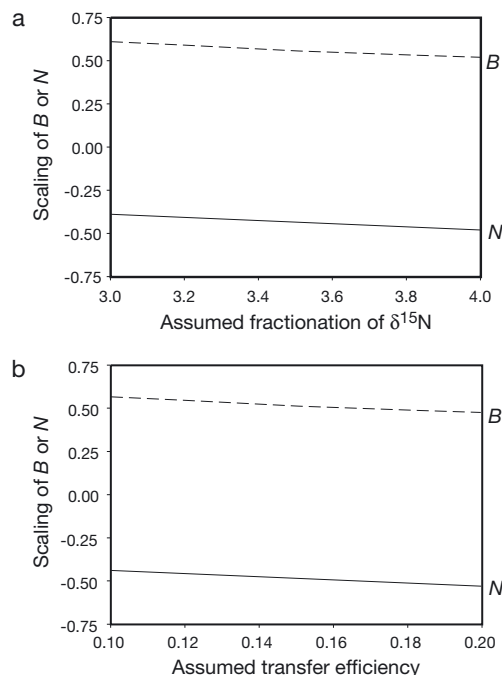 a
0.75
0.50
0.25
0.00
-0.25
-0.50
-0.75
Scaling of B or N
B
N
3.0 3.2 3.4 3.6 3.8 4.0
Assumed fractionation of δ¹⁵N
b
0.75
0.50
0.25
0.00
-0.25
-0.50
-0.75
Scaling of B or N
B
N
0.10 0.12 0.14 0.16 0.18 0.20
Assumed transfer efficiency